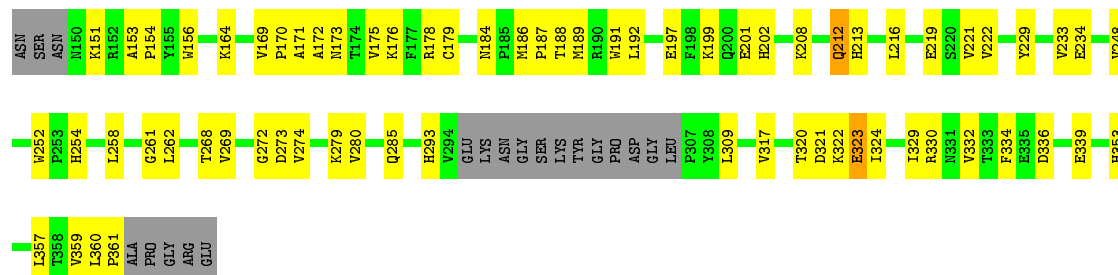 ASN SER ASN N150 K151 R152 A153 P154 Y155 W156 K164 V169 P170 A171 A172 N173 T174 V175 K176 F177 R178 C179 N184 P185 M186 P187 T188 M189 R190 W191 L192 E197 F198 K199 Q200 E201 H202 K208 Q212 H213 L216 E219 S220 V221 V222 Y229 V233 E234 V248
W252 P253 H254 L258 G261 L262 T268 V269 G272 D273 V274 K279 V280 Q285 H293 V294 GLU LYS ASN GLY SER LYS TYR GLY PRO ASP GLY LEU P307 Y308 L309 V317 T320 D321 K322 E323 I324 I329 R330 N331 V332 T333 F334 E335 D336 E339 H353
L357 T358 V359 L360 P361 ALA PRO GLY ARG GLU